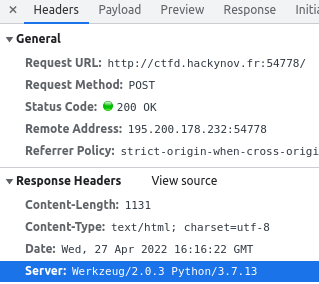 × Headers Payload Preview Response Initia
▼ General
Request URL: http://ctfd.hackynov.fr:54778/
Request Method: POST
Status Code: 200 OK
Remote Address: 195.200.178.232:54778
Referrer Policy: strict-origin-when-cross-origi
▼ Response Headers View source
Content-Length: 1131
Content-Type: text/html; charset=utf-8
Date: Wed, 27 Apr 2022 16:16:22 GMT
Server: Werkzeug/2.0.3 Python/3.7.13